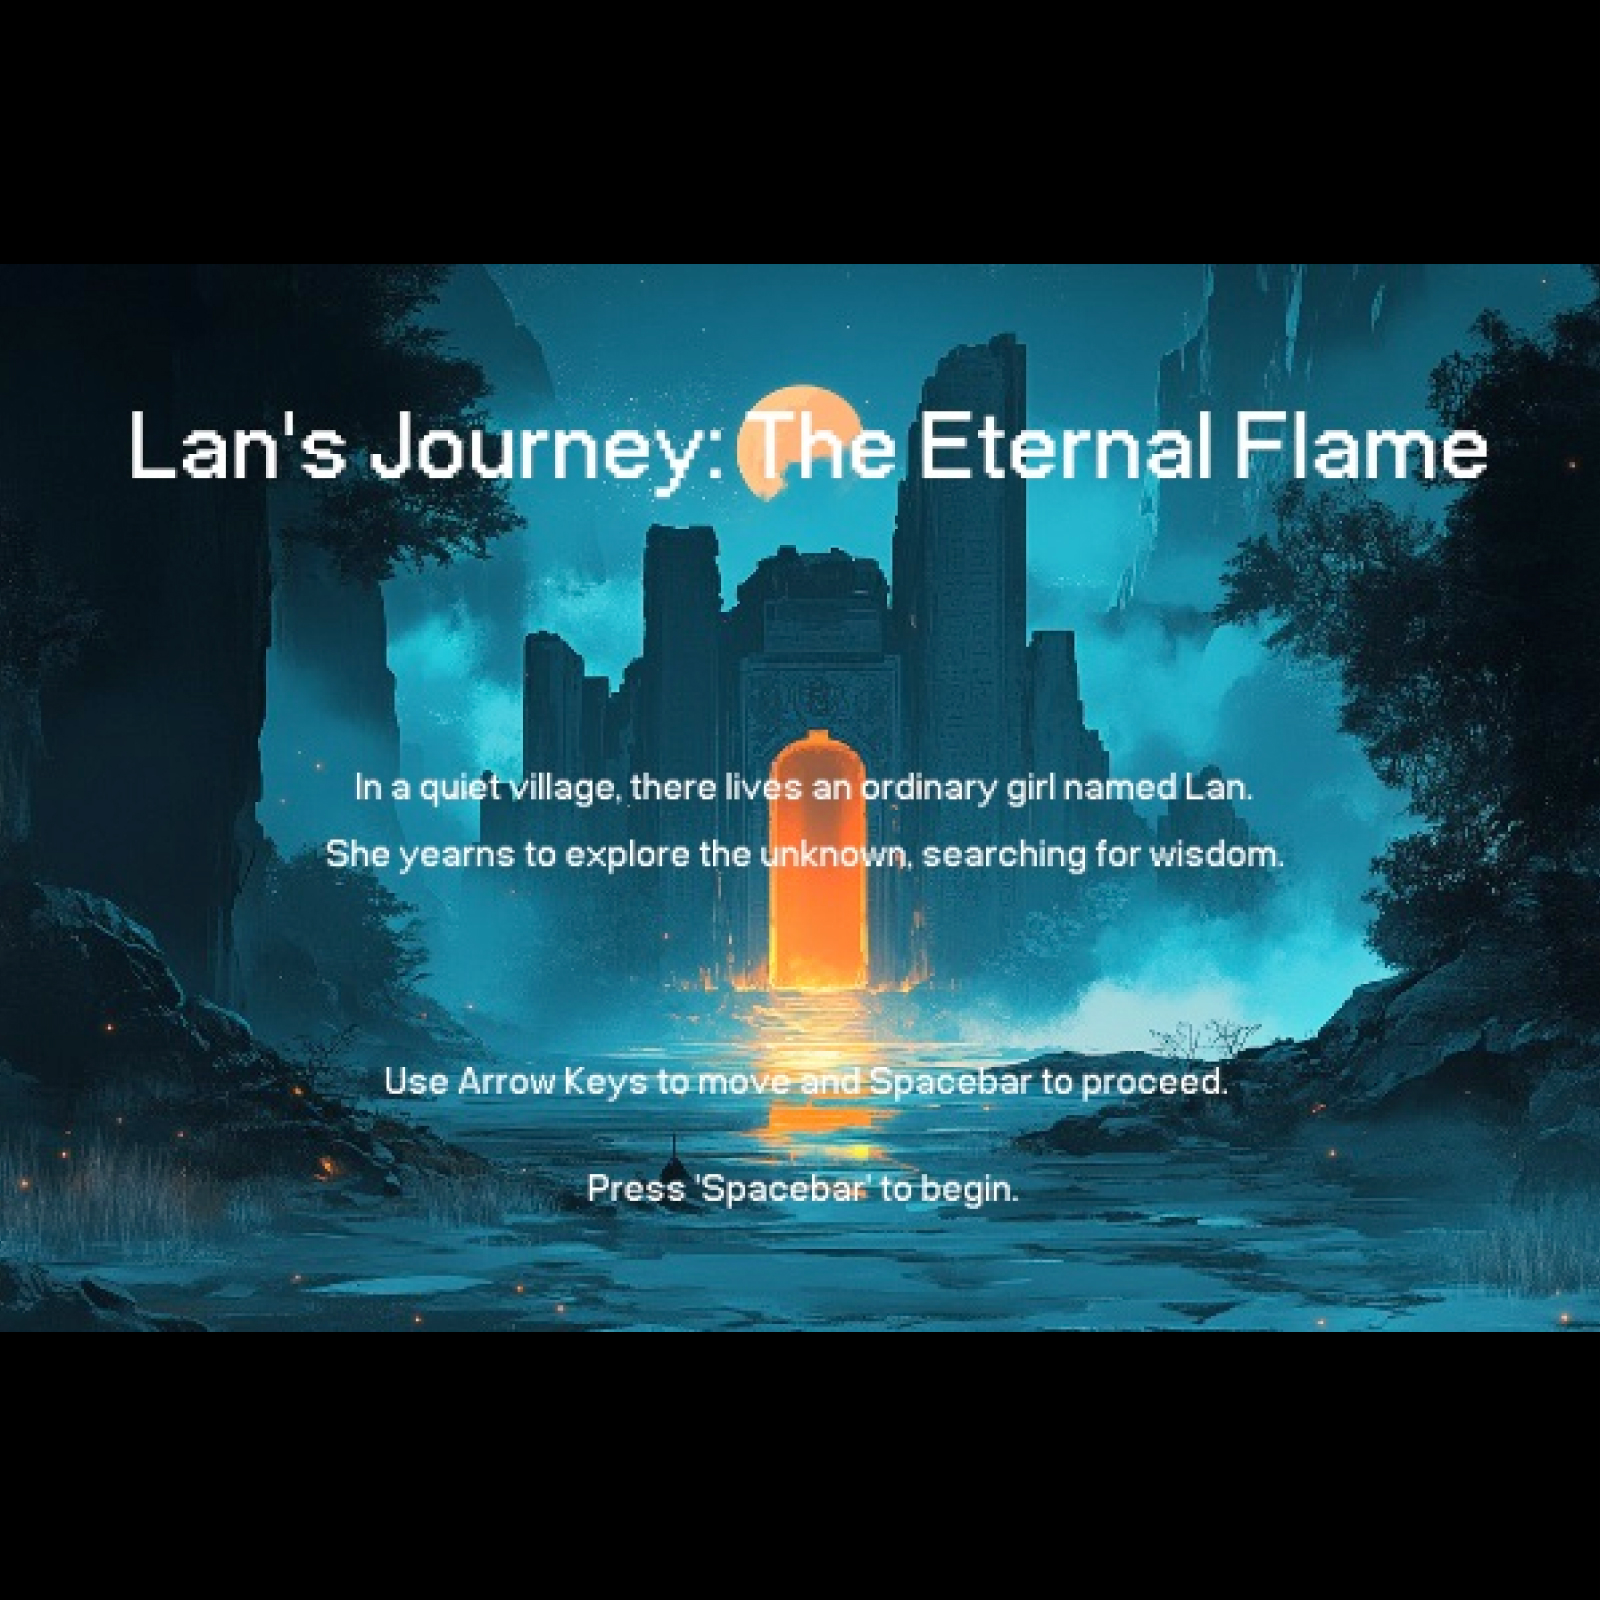 Lan's Journey: The Eternal Flame
In a quiet village, there lives an ordinary girl named Lan.
She yearns to explore the unknown, searching for wisdom.
Use Arrow Keys to move and Spacebar to proceed.
Press 'Spacebar' to begin.